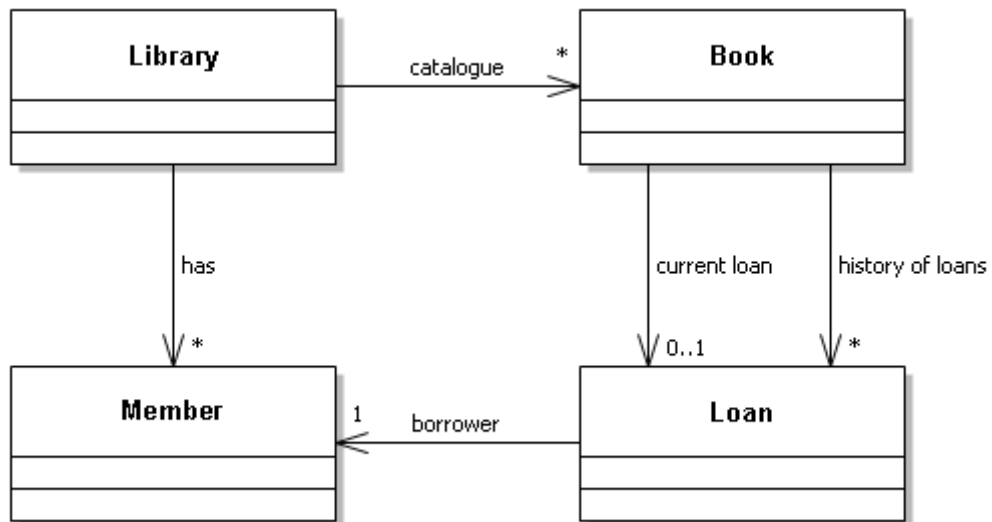 Library
Book
catalogue
*
has
current loan
history of loans
*
0..1
*
Member
Loan
1
borrower